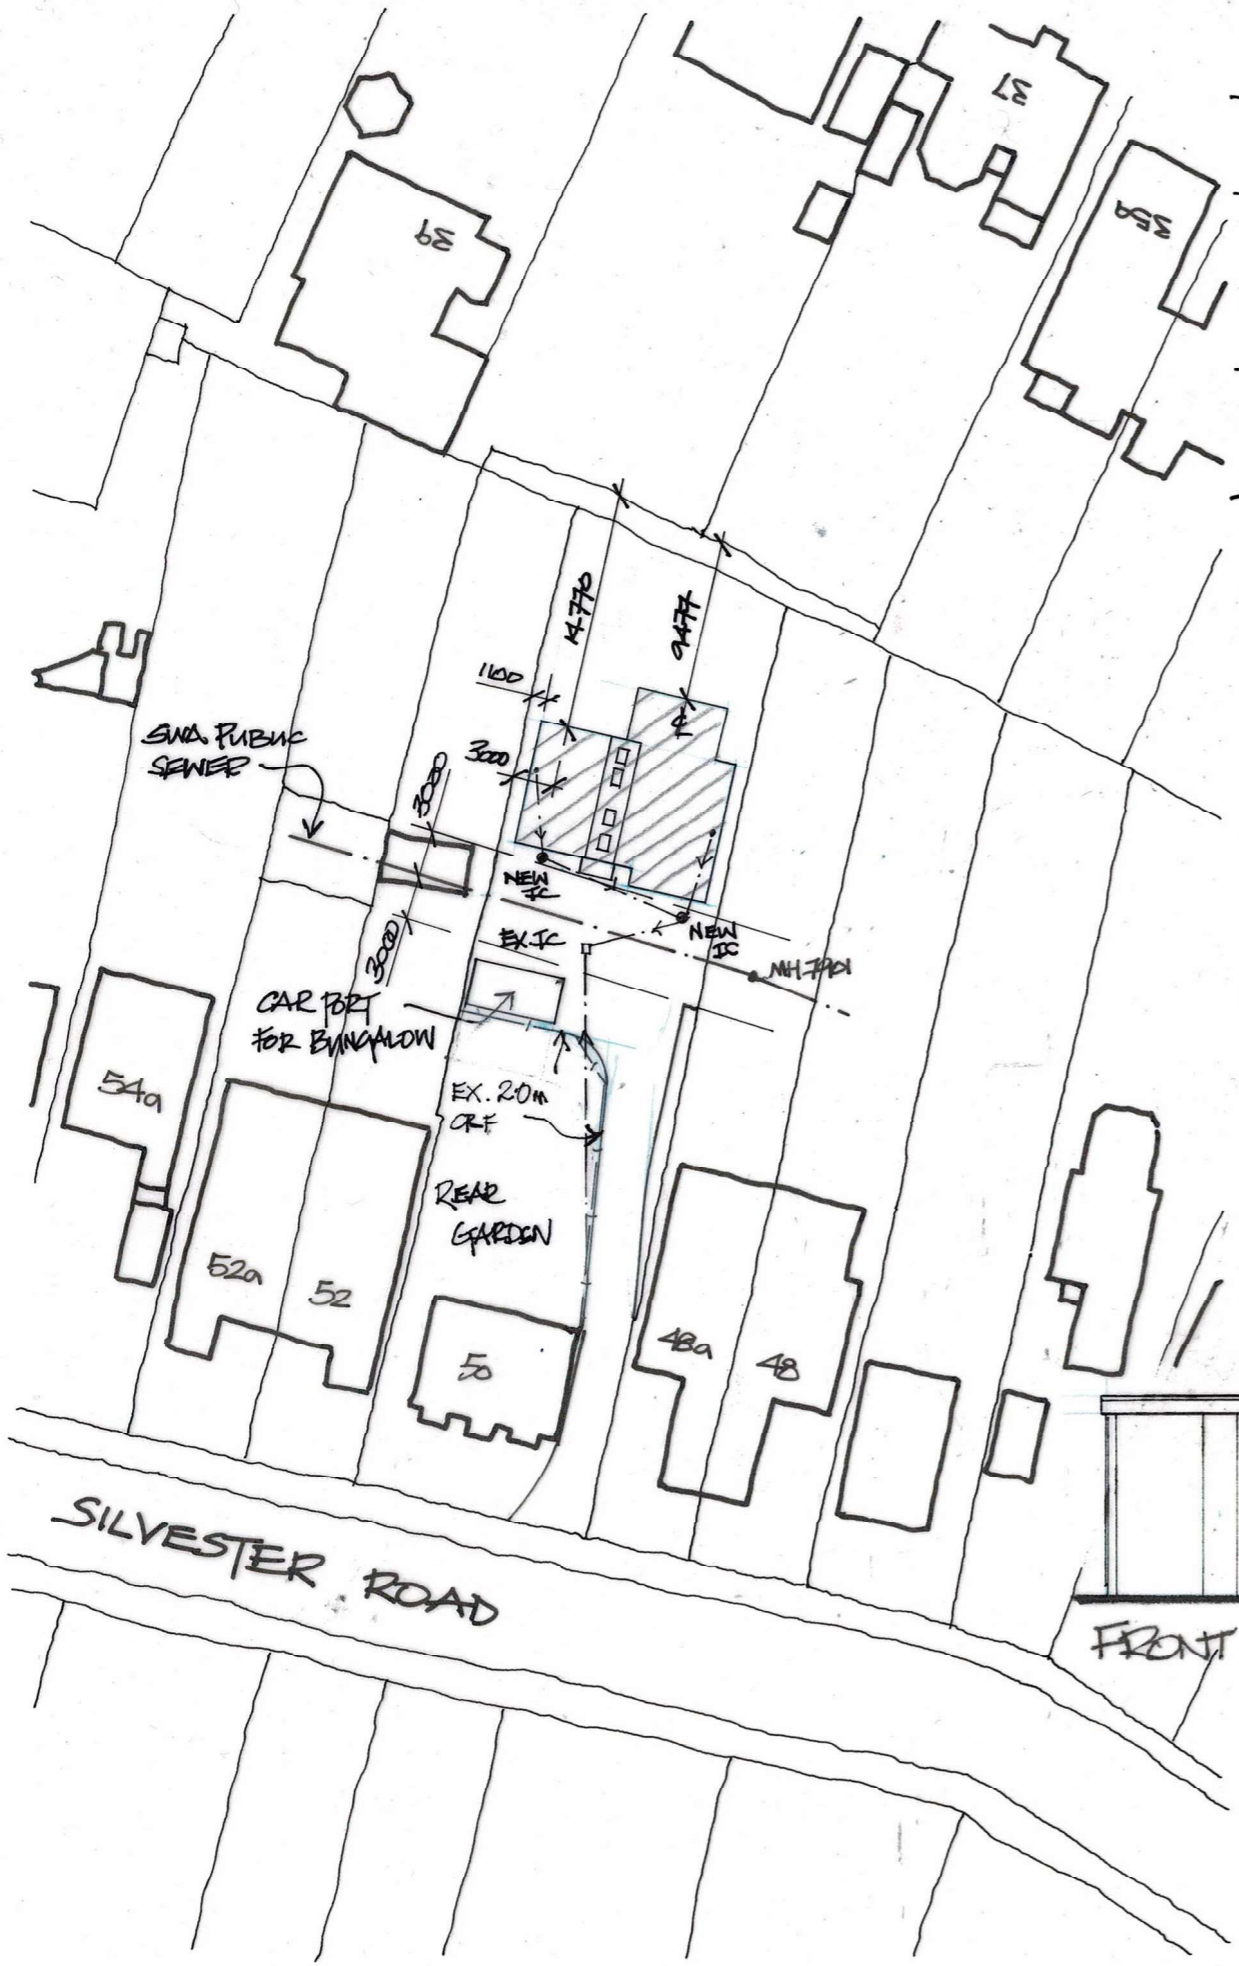 37
39
35A
14770
9477
1100
3000
SWA. PUBLIC
SEWER
3000
NEW
IC
EX.IC
NEW
IC
MH.7901
3000
CAR PORT
FOR BUNGALOW
54a
EX. 2.0m
CRF
REAR
GARDEN
52a
52
50
48a
48
SILVESTER ROAD
FRONT